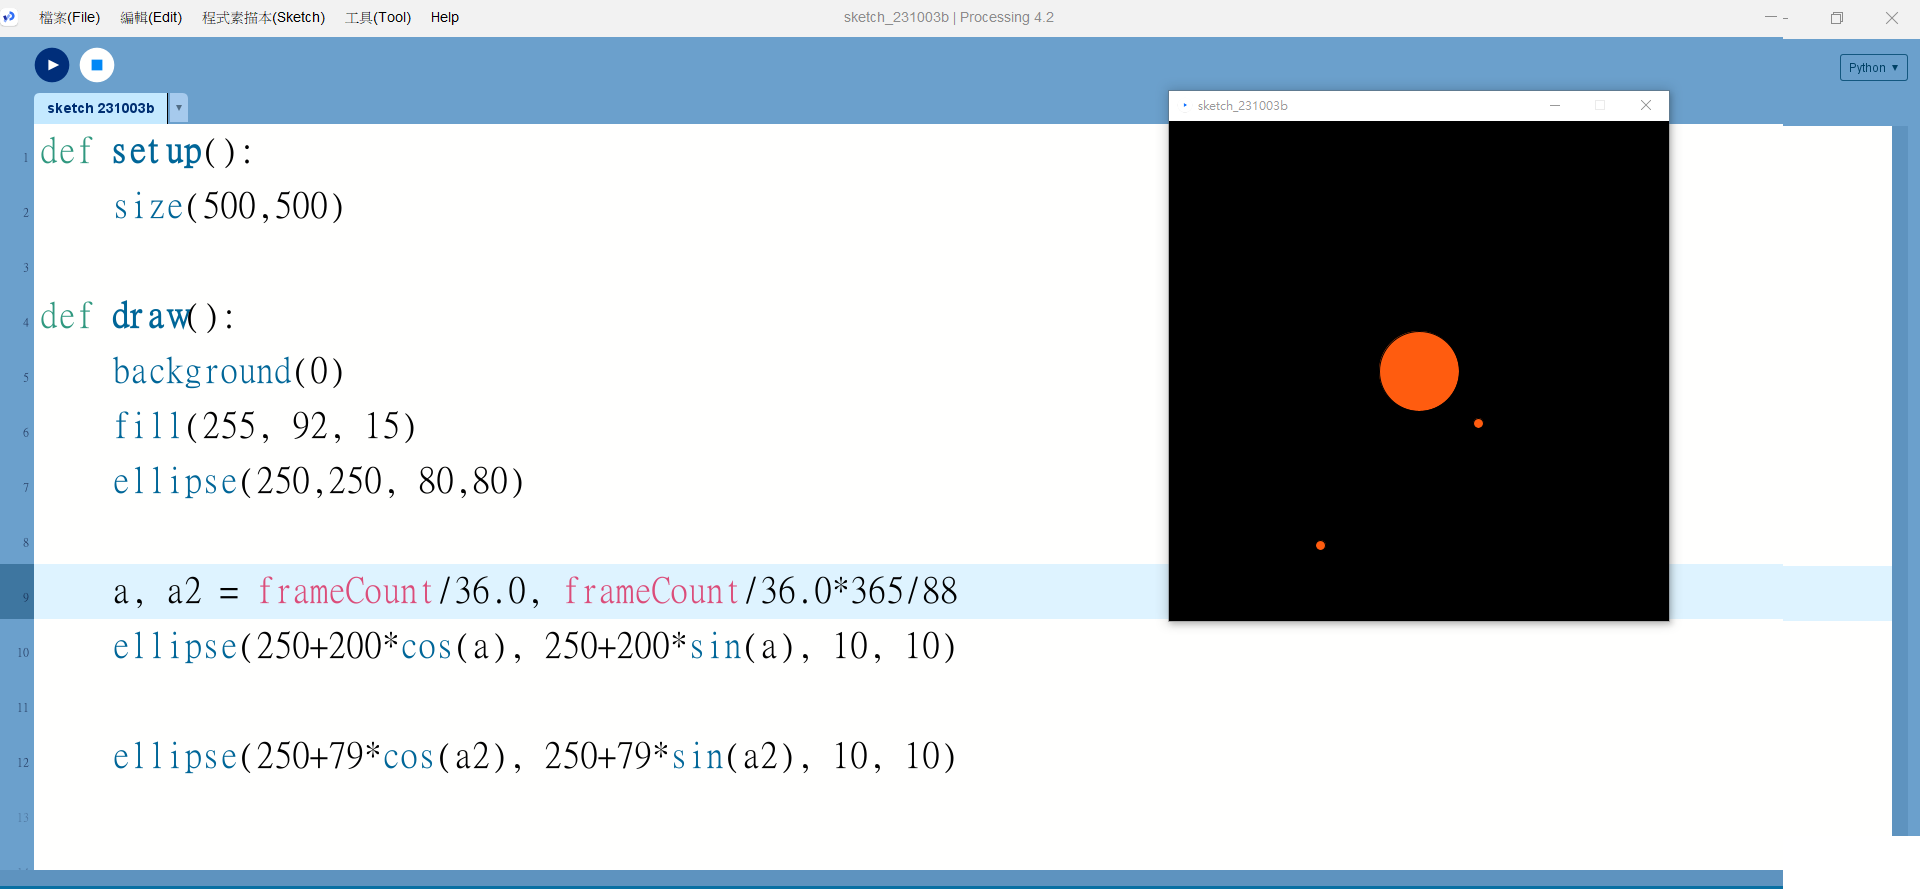 檔案(File) 編輯(Edit) 程式素描本(Sketch) 工具(Tool) Help
sketch_231003b | Processing 4.2
Python ▼
sketch 231003b ▼
1 def setup():
2     size(500,500)
3
4 def draw():
5     background(0)
6     fill(255, 92, 15)
7     ellipse(250,250, 80,80)
8
9     a, a2 = frameCount/36.0, frameCount/36.0*365/88
10     ellipse(250+200*cos(a), 250+200*sin(a), 10, 10)
11
12     ellipse(250+79*cos(a2), 250+79*sin(a2), 10, 10)
13
sketch_231003b